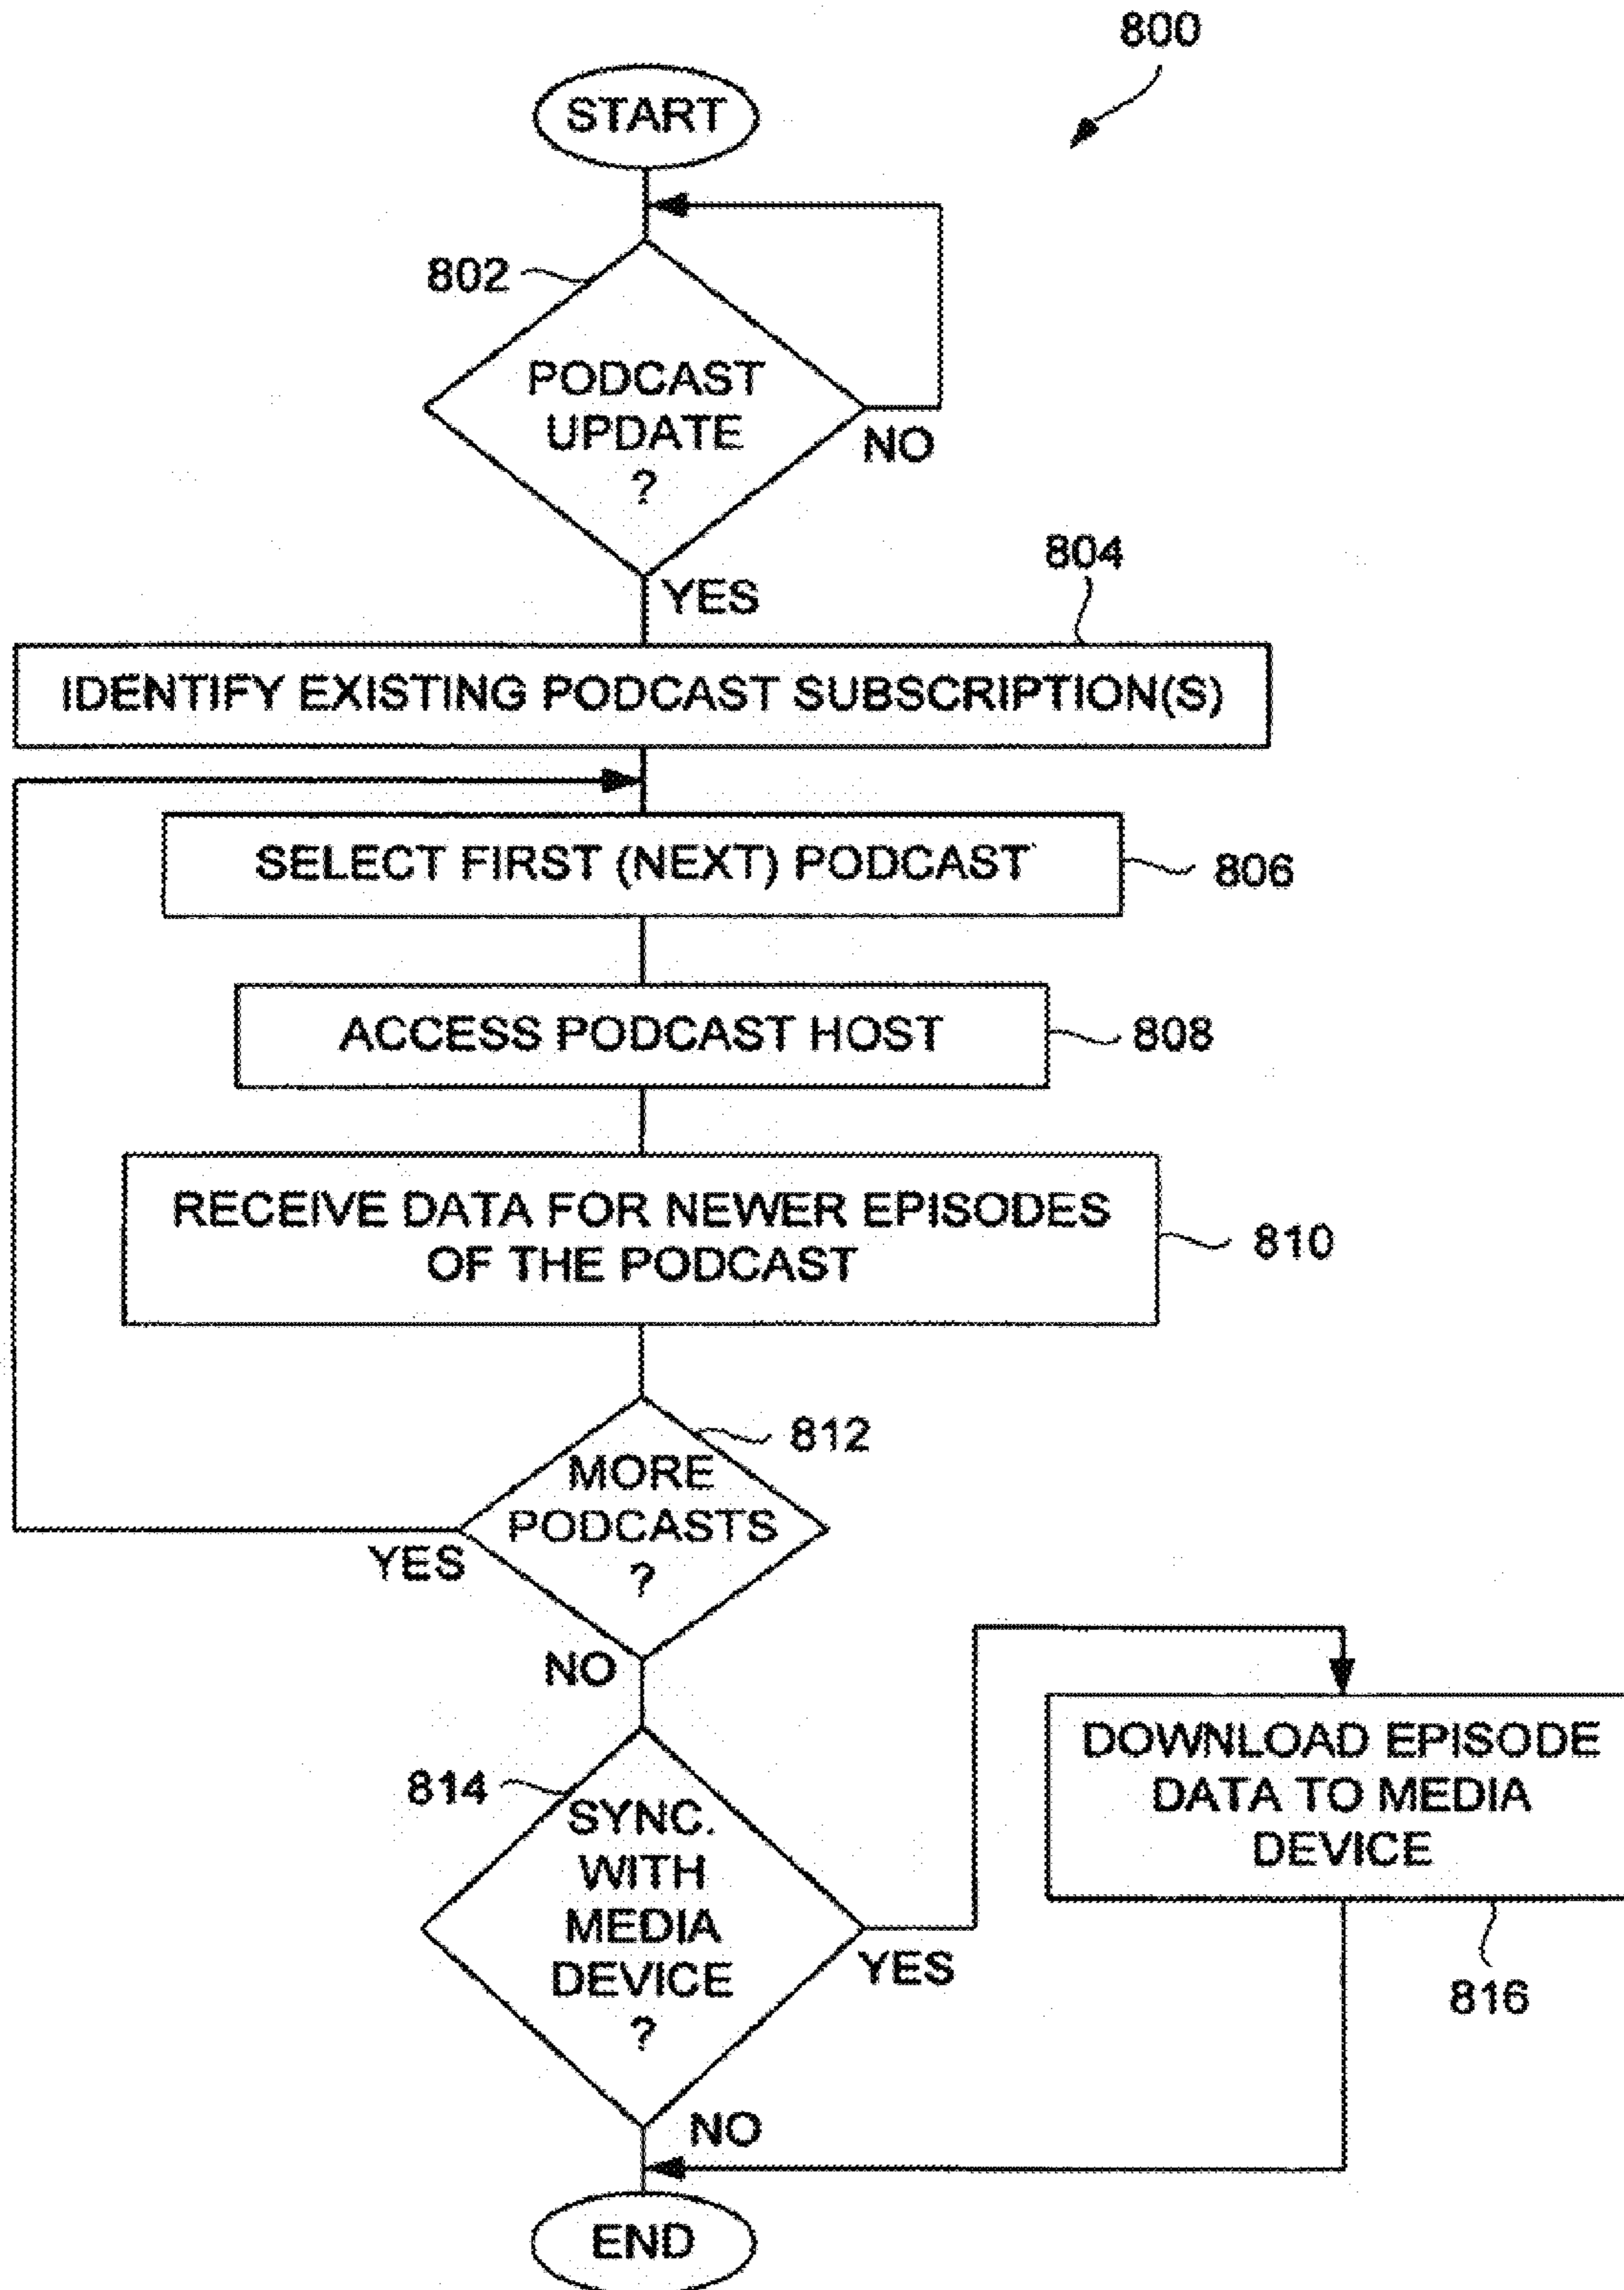 800
START
802
PODCAST
UPDATE
?
NO
YES
804
IDENTIFY EXISTING PODCAST SUBSCRIPTION(S)
SELECT FIRST (NEXT) PODCAST
806
ACCESS PODCAST HOST
808
RECEIVE DATA FOR NEWER EPISODES
OF THE PODCAST
810
812
MORE
PODCASTS
?
YES
NO
814
SYNC.
WITH
MEDIA
DEVICE
?
YES
NO
DOWNLOAD EPISODE
DATA TO MEDIA
DEVICE
816
END